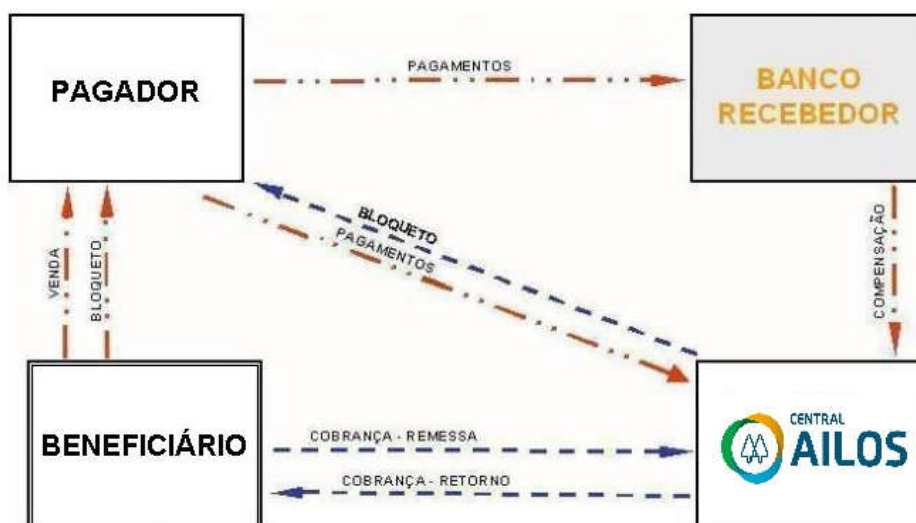 PAGADOR
PAGAMENTOS
BANCO
RECEBEDOR
BLOQUETO
PAGAMENTOS
VENDA
BLOQUETO
COMPENSAÇÃO
BENEFICIÁRIO
COBRANÇA - REMESSA
COBRANÇA - RETORNO
CENTRAL
AILOS